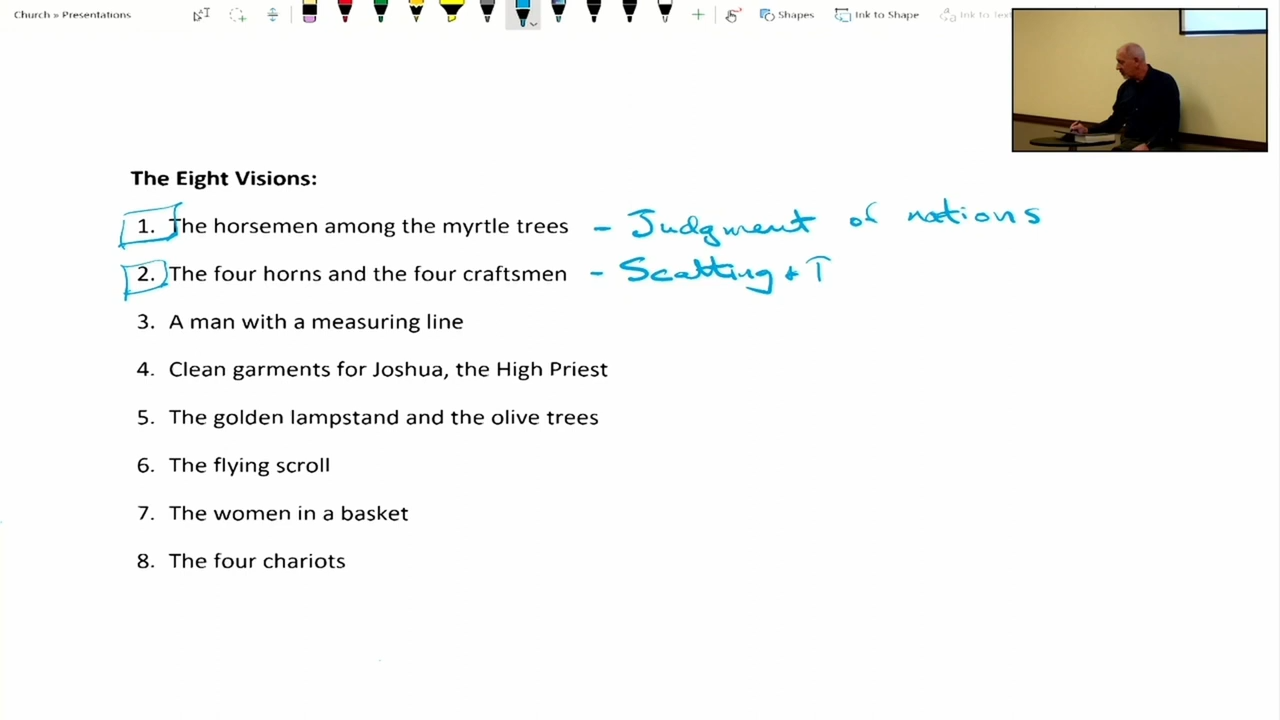 Church » Presentations
Shapes
Ink to Shape
Ink to Text
The Eight Visions:
1. The horsemen among the myrtle trees - Judgment of nations
2. The four horns and the four craftsmen - Scatting + T
3. A man with a measuring line
4. Clean garments for Joshua, the High Priest
5. The golden lampstand and the olive trees
6. The flying scroll
7. The women in a basket
8. The four chariots